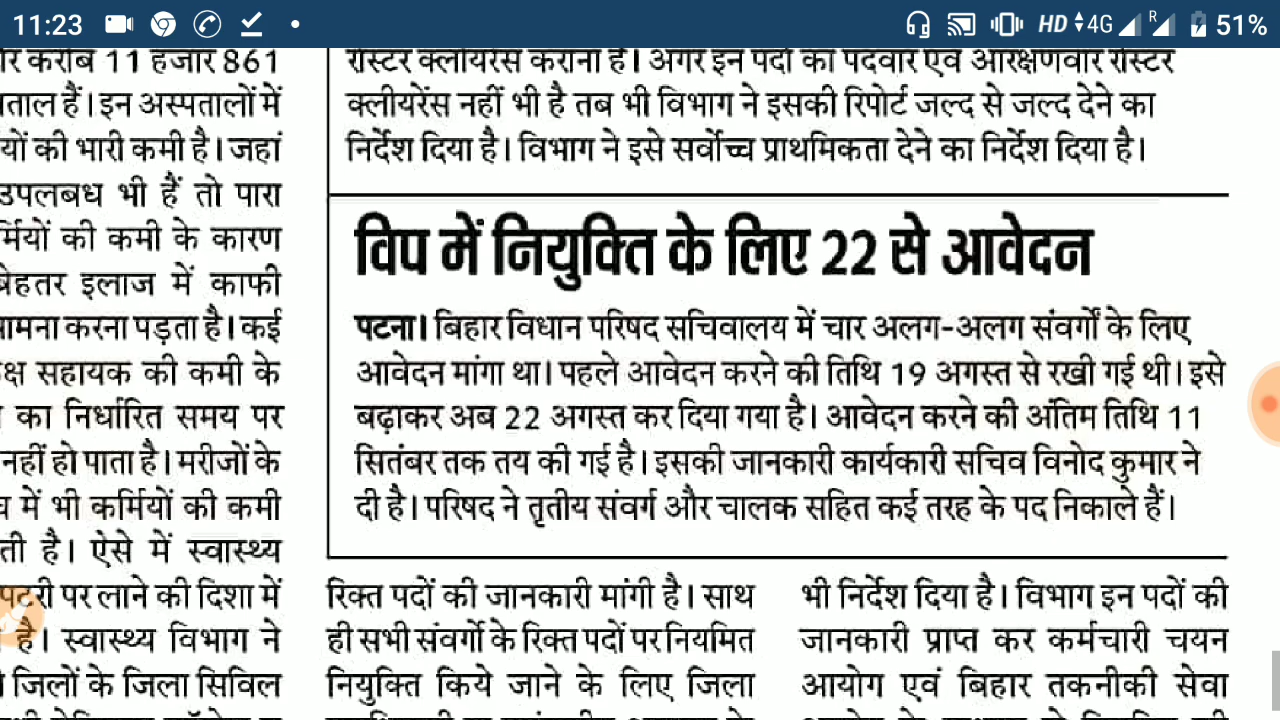 11:23
HD 4G R 51%
11 हजार 861
ताल हैं। इन अस्पतालों में
यों की भारी कमी है। जहां
उपलबध भी हैं तो पारा
र्मियों की कमी के कारण
बेहतर इलाज में काफी
ामना करना पड़ता है। कई
सहायक की कमी के
का निर्धारित समय पर
नहीं हो पाता है। मरीजों के
में भी कर्मियों की कमी
ती है। ऐसे में स्वास्थ्य
पटरी पर लाने की दिशा में
है। स्वास्थ्य विभाग ने
जिलों के जिला सिविल
रोस्टर क्लीयरेंस कराना है। अगर इन पदों का पदवार एवं आरक्षणवार रोस्टर
क्लीयरेंस नहीं भी है तब भी विभाग ने इसकी रिपोर्ट जल्द से जल्द देने का
निर्देश दिया है। विभाग ने इसे सर्वोच्च प्राथमिकता देने का निर्देश दिया है।
विप में नियुक्ति के लिए 22 से आवेदन
पटना। बिहार विधान परिषद सचिवालय में चार अलग-अलग संवर्गों के लिए
आवेदन मांगा था। पहले आवेदन करने की तिथि 19 अगस्त से रखी गई थी। इसे
बढ़ाकर अब 22 अगस्त कर दिया गया है। आवेदन करने की अंतिम तिथि 11
सितंबर तक तय की गई है। इसकी जानकारी कार्यकारी सचिव विनोद कुमार ने
दी है। परिषद ने तृतीय संवर्ग और चालक सहित कई तरह के पद निकाले हैं।
रिक्त पदों की जानकारी मांगी है। साथ
ही सभी संवर्गो के रिक्त पदों पर नियमित
नियुक्ति किये जाने के लिए जिला
भी निर्देश दिया है। विभाग इन पदों की
जानकारी प्राप्त कर कर्मचारी चयन
आयोग एवं बिहार तकनीकी सेवा